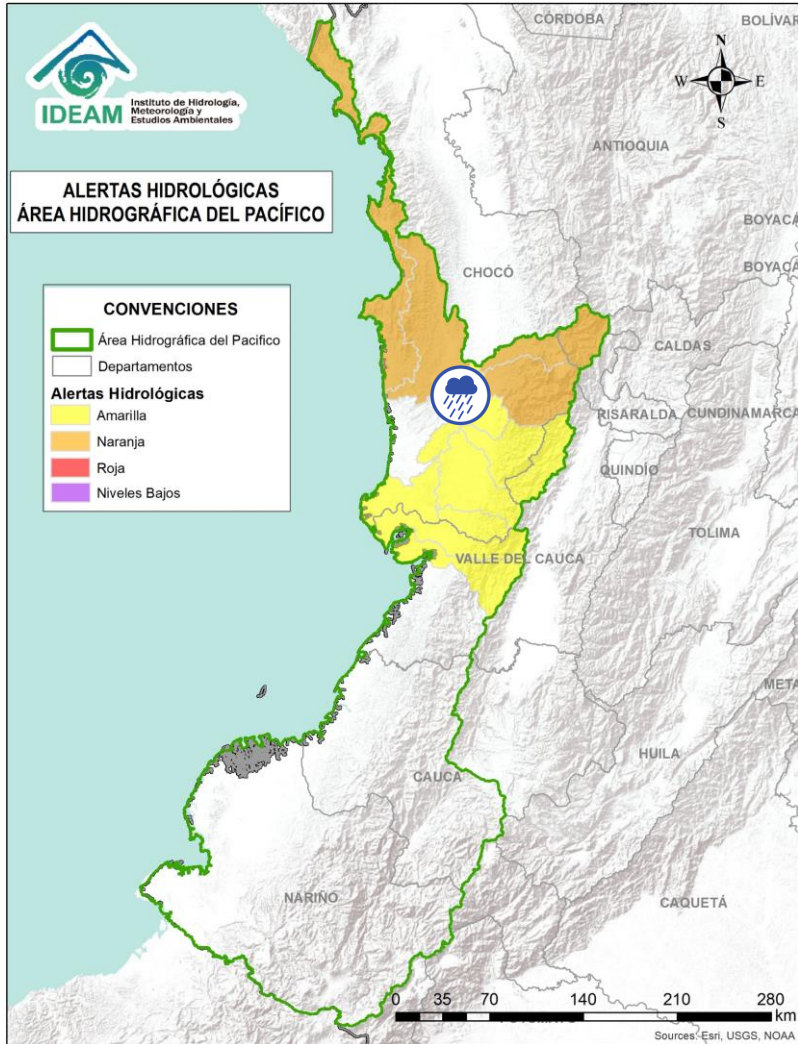 CÓRDOBA
BOLÍVAR
IDEAM
Instituto de Hidrología,
Meteorología y
Estudios Ambientales
N
W
E
S
ANTIOQUIA
ALERTAS HIDROLÓGICAS
ÁREA HIDROGRÁFICA DEL PACÍFICO
BOYACÁ
CHOCÓ
BOYACÁ
CONVENCIONES
Área Hidrográfica del Pacifico
Departamentos
Alertas Hidrológicas
Amarilla
Naranja
Roja
Niveles Bajos
CALDAS
RISARALDA
CUNDINAMARCA
QUINDÍO
TOLIMA
VALLE DEL CAUCA
META
HUILA
CAUCA
NARIÑO
CAQUETÁ
0 35 70 140 210 280
km
Sources: Esri, USGS, NOAA